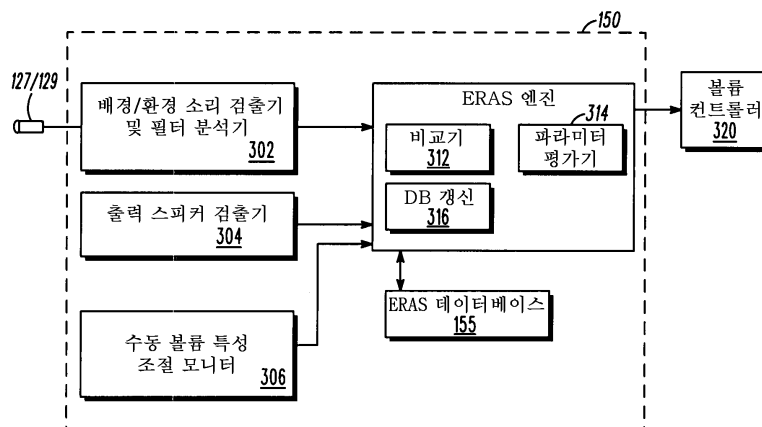 150
127/129
배경/환경 소리 검출기
및 필터 분석기
302
출력 스피커 검출기
304
수동 볼륨 특성
조절 모니터
306
ERAS 엔진
비교기
312
314
파라미터
평가기
DB 갱신
316
ERAS 데이터베이스
155
볼륨
컨트롤러
320